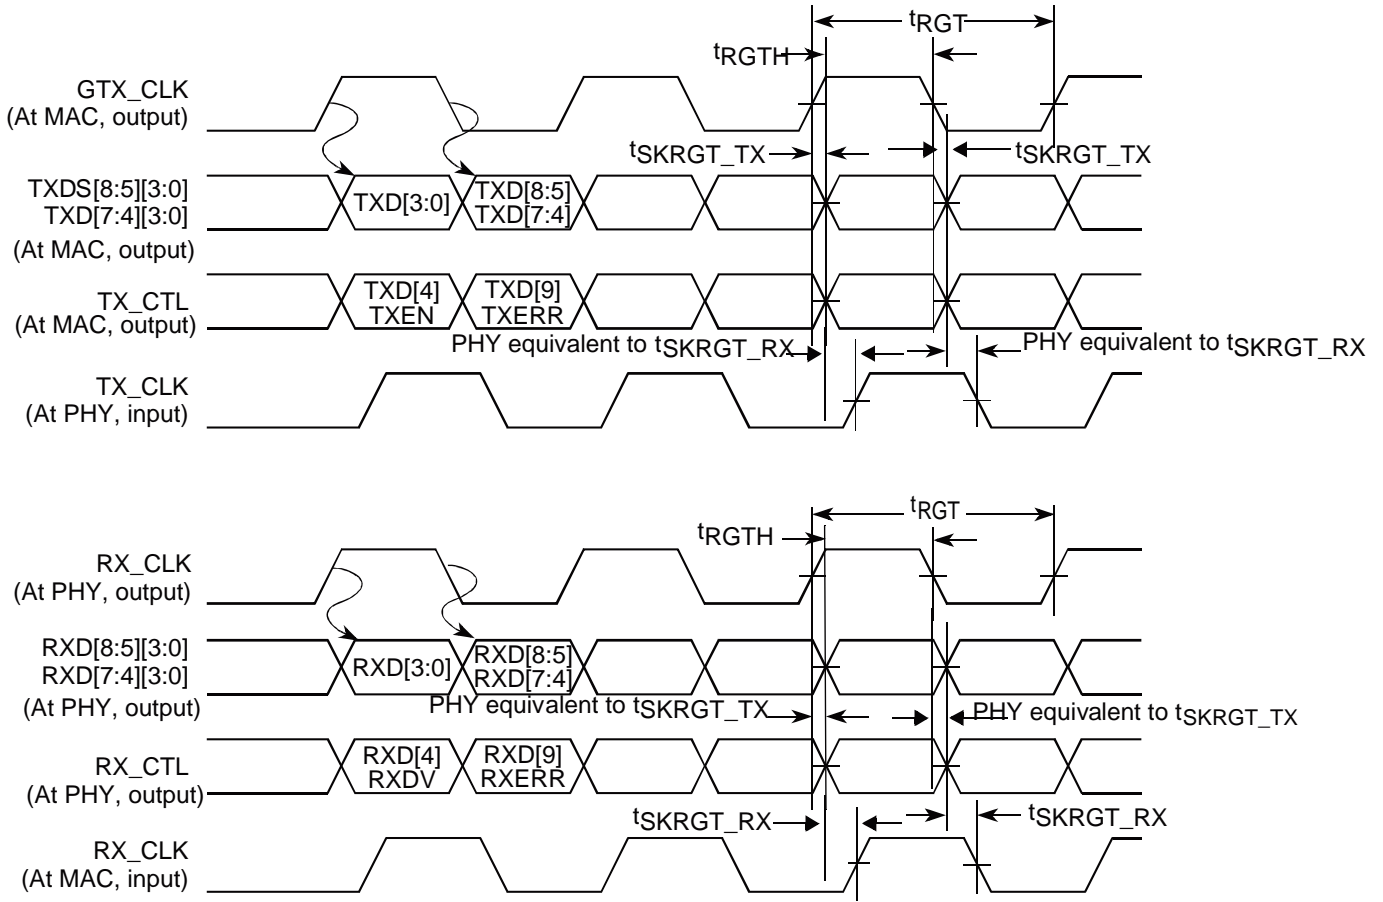 tRGT
tRGTH
GTX_CLK
(At MAC, output)
tSKRGT_TX
tSKRGT_TX
TXDS[8:5][3:0]
TXD[7:4][3:0]
(At MAC, output)
TXD[3:0]
TXD[8:5]
TXD[7:4]
TX_CTL
(At MAC, output)
TXD[4]
TXEN
TXD[9]
TXERR
PHY equivalent to tSKRGT_RX
PHY equivalent to tSKRGT_RX
TX_CLK
(At PHY, input)
tRGT
tRGTH
RX_CLK
(At PHY, output)
RXD[8:5][3:0]
RXD[7:4][3:0]
(At PHY, output)
RXD[3:0]
RXD[8:5]
RXD[7:4]
PHY equivalent to tSKRGT_TX
PHY equivalent to tSKRGT_TX
RX_CTL
(At PHY, output)
RXD[4]
RXDV
RXD[9]
RXERR
tSKRGT_RX
tSKRGT_RX
RX_CLK
(At MAC, input)